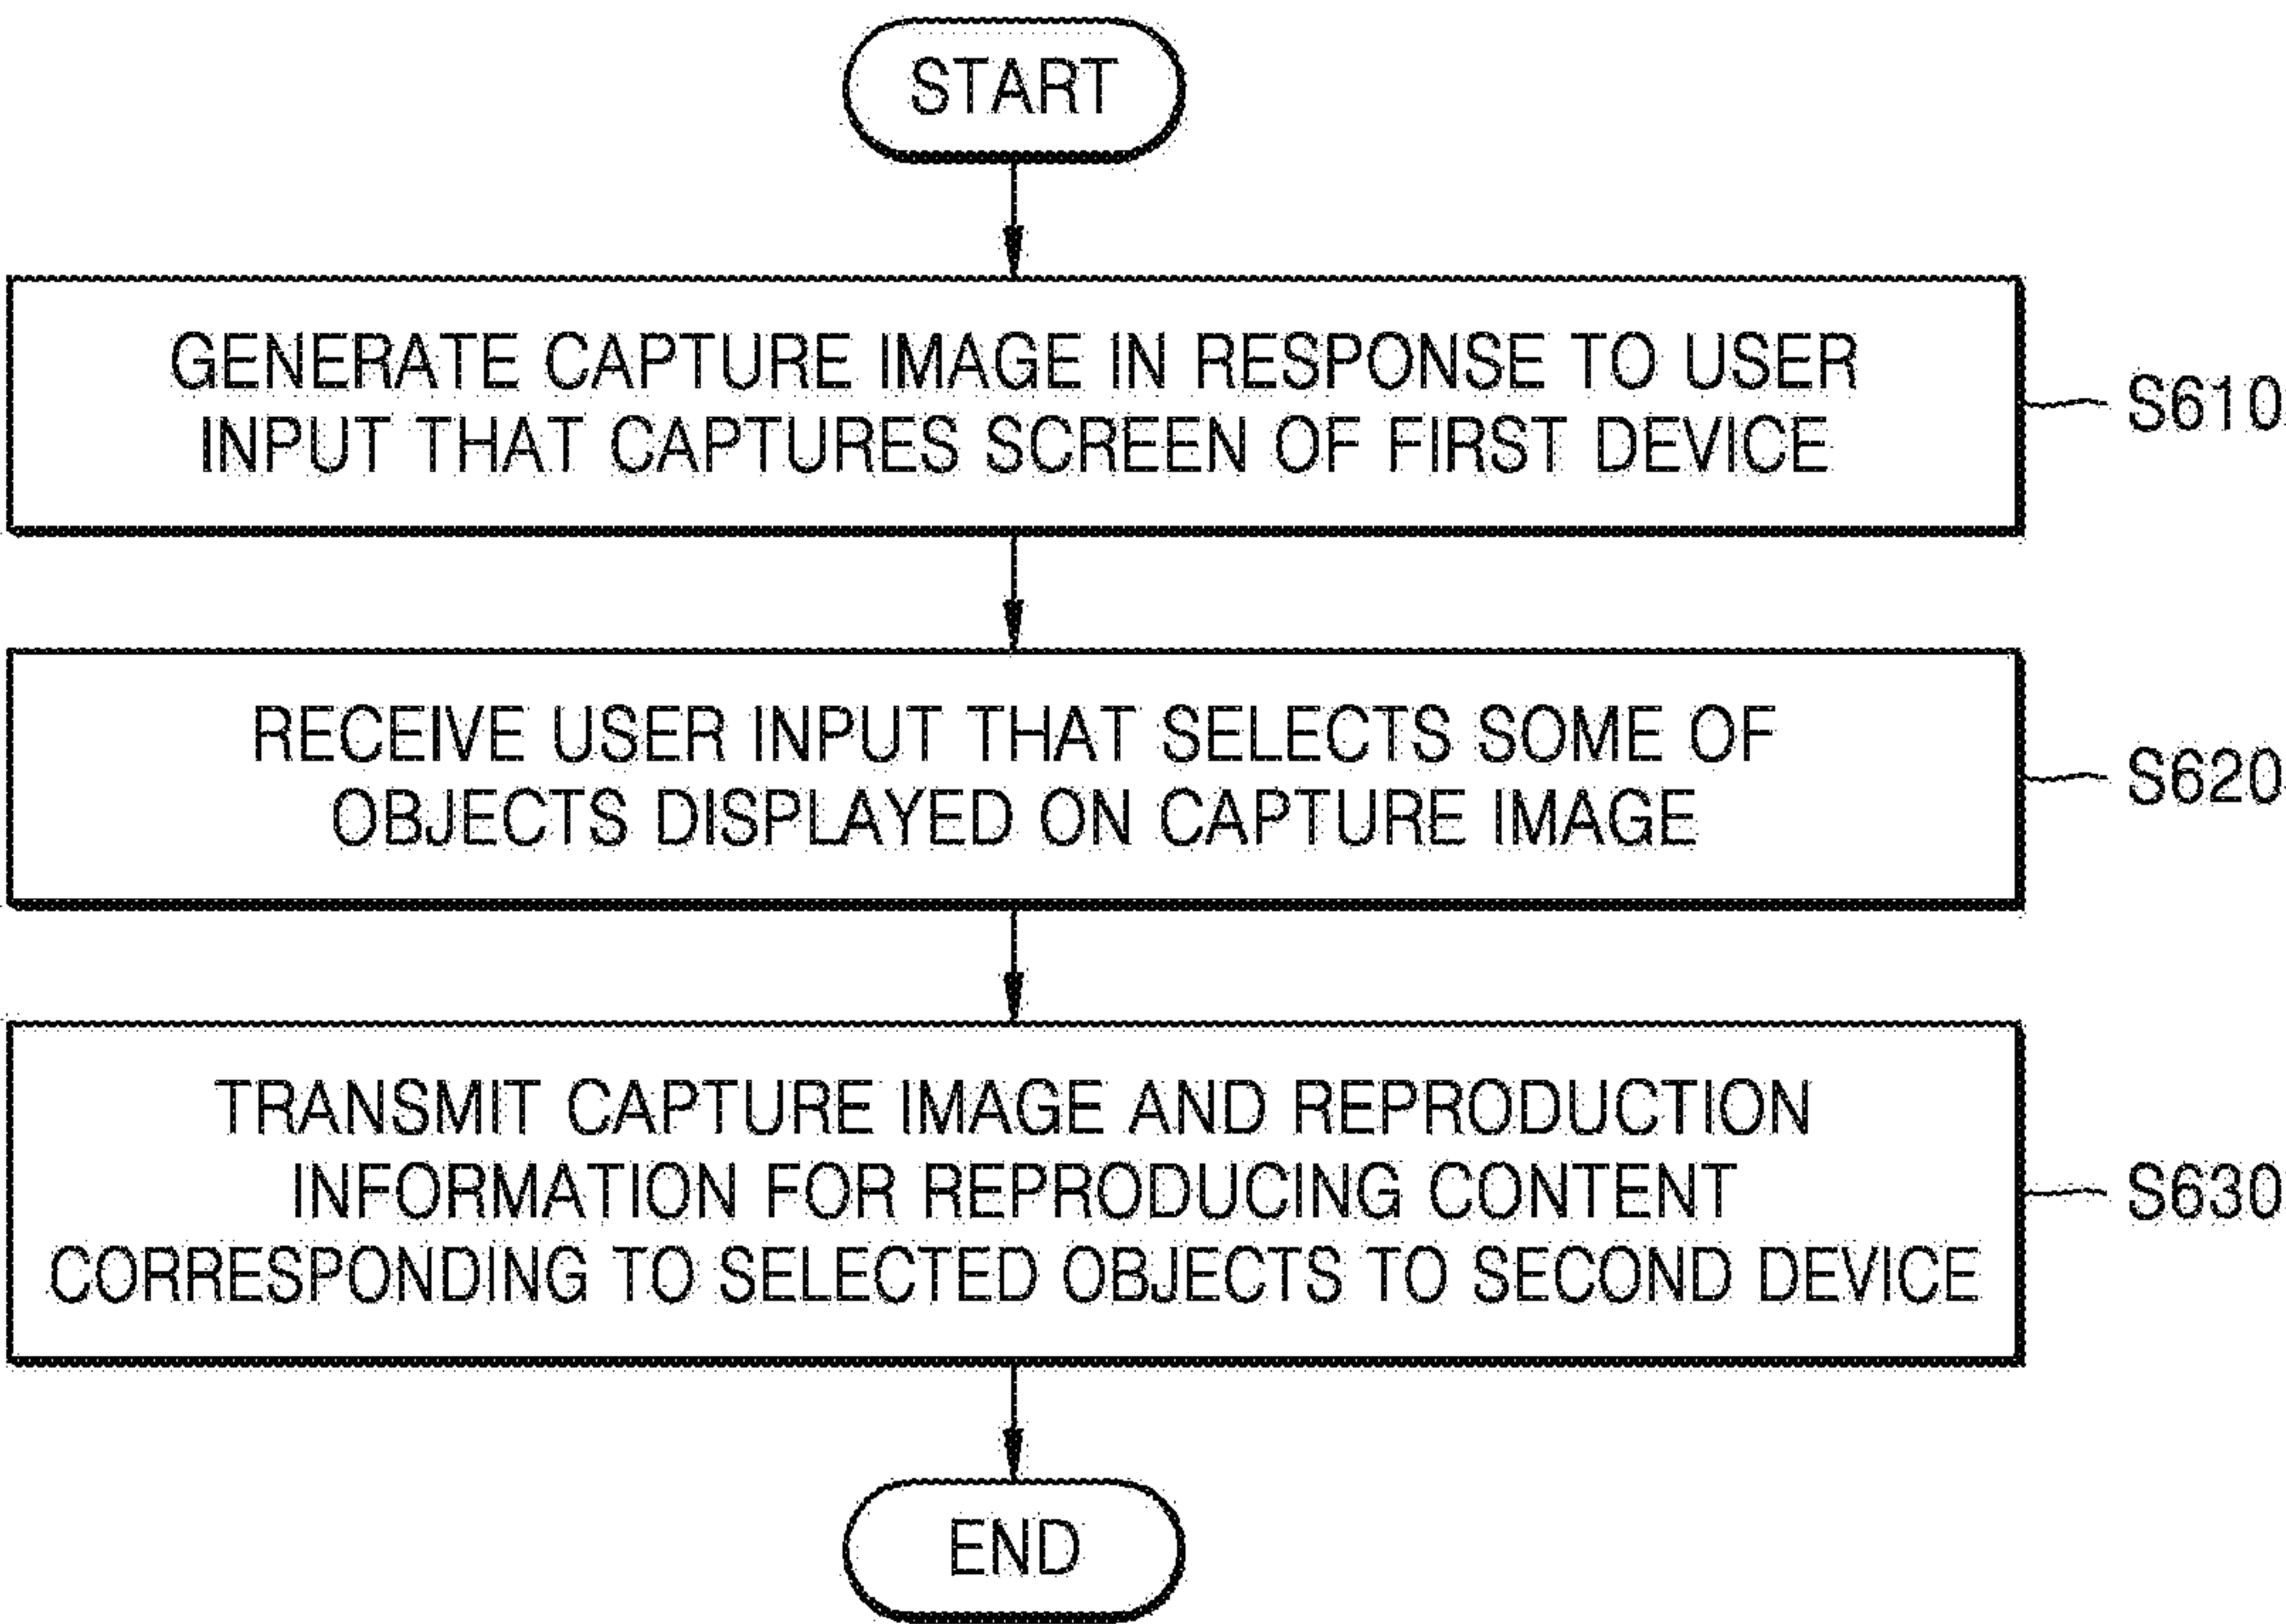 START
GENERATE CAPTURE IMAGE IN RESPONSE TO USER
INPUT THAT CAPTURES SCREEN OF FIRST DEVICE
S610
RECEIVE USER INPUT THAT SELECTS SOME OF
OBJECTS DISPLAYED ON CAPTURE IMAGE
S620
TRANSMIT CAPTURE IMAGE AND REPRODUCTION
INFORMATION FOR REPRODUCING CONTENT
CORRESPONDING TO SELECTED OBJECTS TO SECOND DEVICE
S630
END